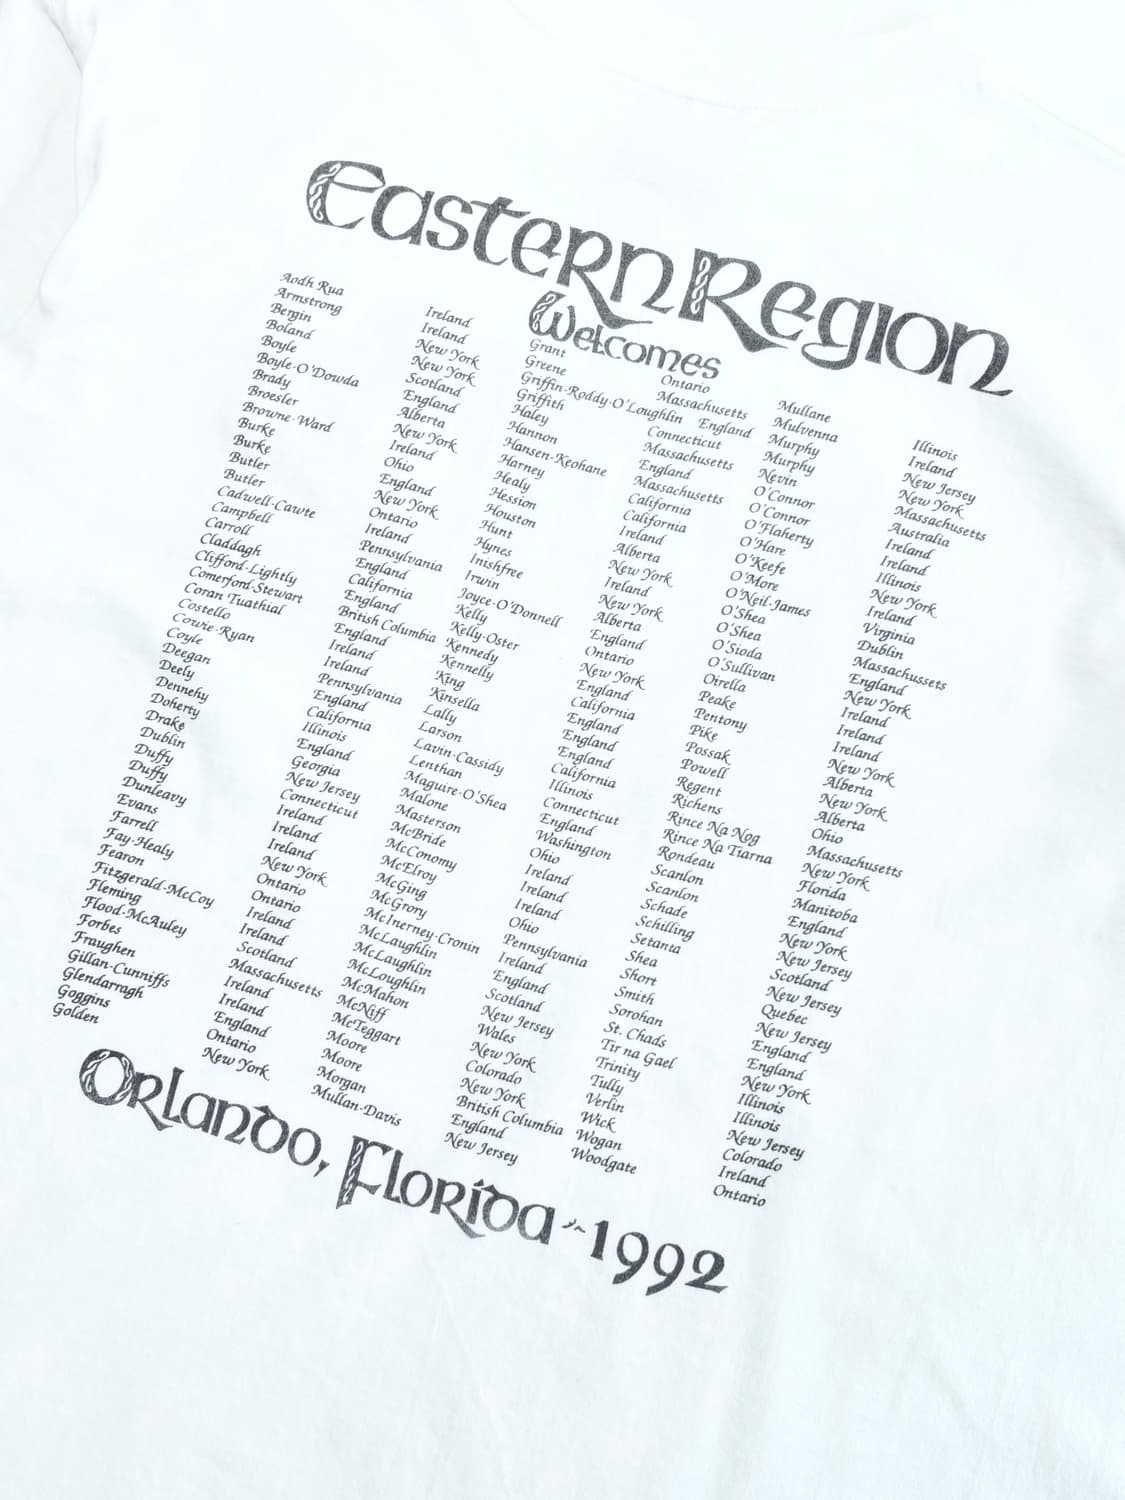 Eastern Region
Welcomes
Aodh Rua Ireland
Armstrong Ireland
Bergin New York
Boland New York
Boyle Scotland
Boyle-O'Dowda England
Brady Alberta
Broesler New York
Browne-Ward Ireland
Burke Ohio
Burke England
Butler New York
Butler Ontario
Cadwell-Cawte Ireland
Campbell Pennsylvania
Carroll England
Claddagh California
Clifford-Lightly England
Comerford-Stewart British Columbia
Coran Tuathial England
Costello Ireland
Cowie-Ryan Ireland
Coyle Pennsylvania
Deegan England
Deely California
Dennehy Illinois
Doherty England
Drake Georgia
Dublin New Jersey
Duffy Connecticut
Duffy Ireland
Dunleavy Ireland
Evans Ireland
Farrell New York
Fay-Healy Ontario
Fearon Ontario
Fitzgerald-McCoy Ireland
Fleming Ireland
Flood-McAuley Scotland
Forbes Massachusetts
Fraughen Ireland
Gillan-Cunniffs Ireland
Glendarragh England
Goggins Ontario
Golden New York
Grant Ontario
Greene Massachusetts
Griffin-Roddy-O'Loughlin England
Griffith Connecticut
Haley Massachusetts
Hannon England
Hansen-Keohane Massachusetts
Harney California
Healy California
Hession Ireland
Houston Alberta
Hunt New York
Hynes Ireland
Inishfree New York
Irwin Alberta
Joyce-O'Donnell England
Kelly Ontario
Kelly-Oster New York
Kennedy England
Kennelly California
King England
Kinsella England
Lally England
Larson California
Lavin-Cassidy Illinois
Lenthan Connecticut
Maguire-O'Shea England
Malone Washington
Masterson Ohio
McBride Ireland
McConomy Ireland
McElroy Ireland
McGing Ohio
McGrory Pennsylvania
McInerney-Cronin Ireland
McLaughlin England
McLaughlin Scotland
McLoughlin New Jersey
McMahon Wales
McNiff New York
McTeggart Colorado
Moore New York
Moore British Columbia
Morgan England
Mullan-Davis New Jersey
Mullane Illinois
Mulvenna Ireland
Murphy New Jersey
Murphy New York
Nevin Massachusetts
O'Connor Australia
O'Connor Ireland
O'Flaherty Ireland
O'Hare Illinois
O'Keefe New York
O'More Ireland
O'Neil-James Virginia
O'Shea Dublin
O'Shea Massachussets
O'Sioda England
O'Sullivan New York
Oirella Ireland
Peake Ireland
Pentony Ireland
Pike New York
Possak Alberta
Powell New York
Regent Alberta
Richens Ohio
Rince Na Nog Massachusetts
Rince Na Tiarna New York
Rondeau Florida
Scanlon Manitoba
Scanlon England
Schade New York
Schilling New Jersey
Setanta Scotland
Shea New Jersey
Short Quebec
Smith New Jersey
Sorohan England
St. Chads England
Tir na Gael New York
Trinity Illinois
Tully Illinois
Verlin New Jersey
Wick Colorado
Wogan Ireland
Woodgate Ontario
Orlando, Florida ~ 1992